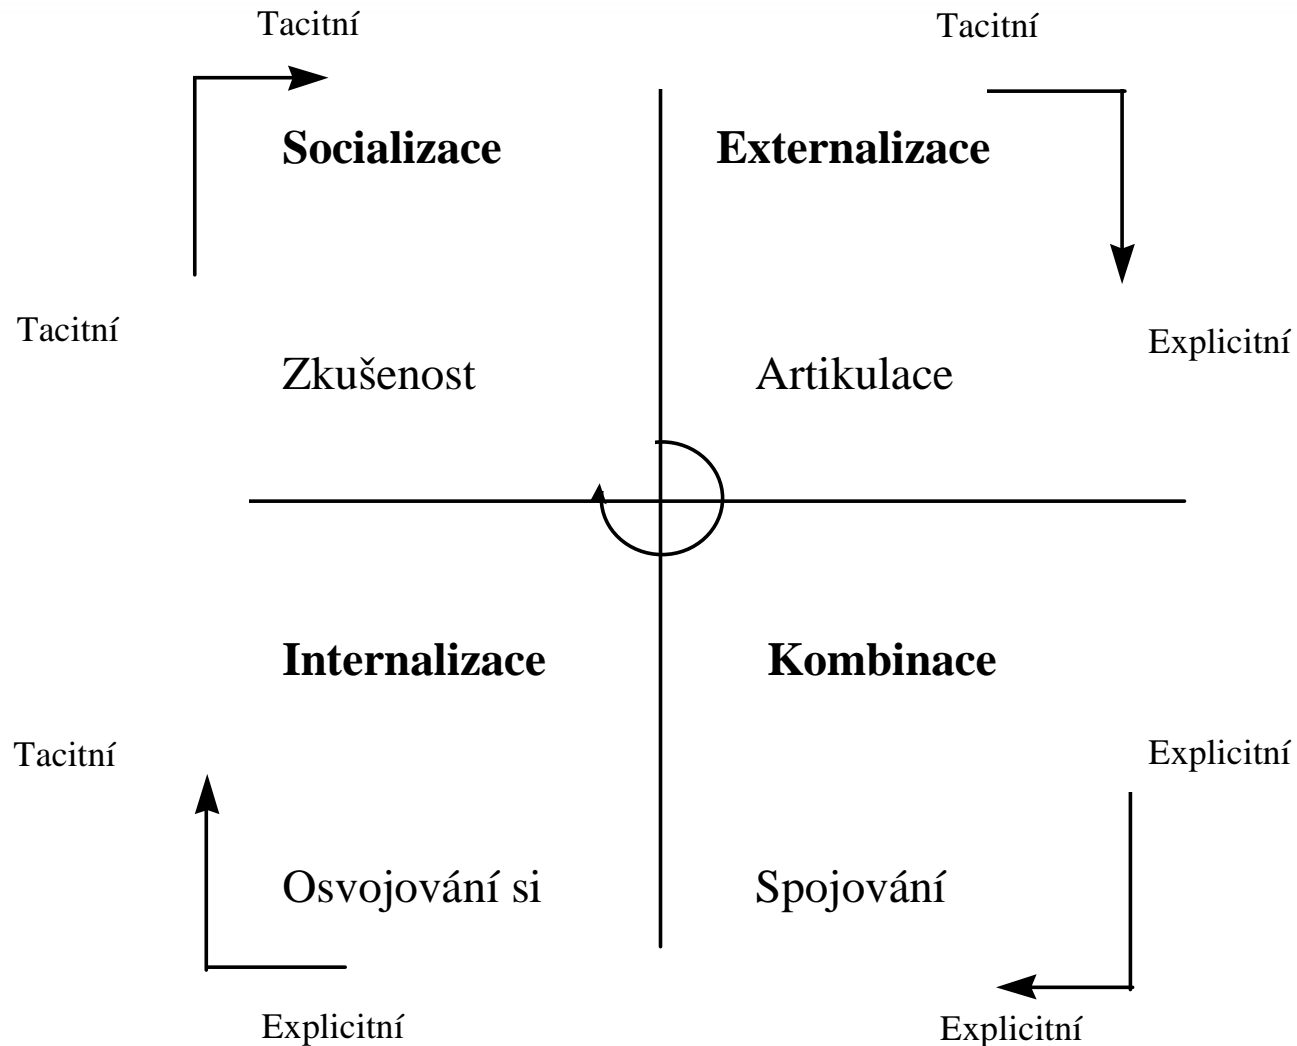 Tacitní
Tacitní
Socializace
Externalizace
Tacitní
Explicitní
Zkušenost
Artikulace
Internalizace
Kombinace
Tacitní
Explicitní
Osvojování si
Spojování
Explicitní
Explicitní